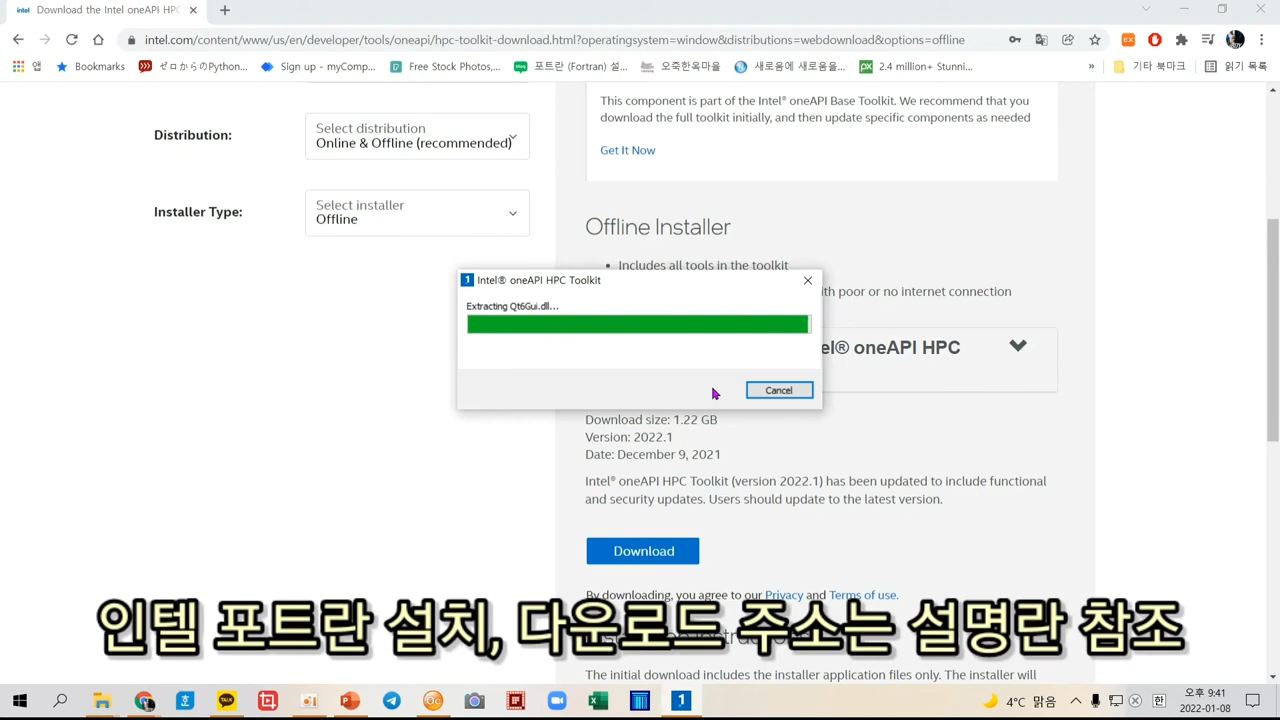 intel Download the Intel oneAPI HPC
intel.com/content/www/us/en/developer/tools/oneapi/hpc-toolkit-download.html?operatingsystem=window&distributions=webdownload&options=offline
앱 Bookmarks ゼロからのPython,... Sign up - myComp... Free Stock Photos,... 포트란 (Fortran) 설... 오죽한옥마을 새로움에 새로움을... 2.4 million+ Stunni... » 기타 북마크 읽기 목록
This component is part of the Intel® oneAPI Base Toolkit. We recommend that you
download the full toolkit initially, and then update specific components as needed
Get It Now
Distribution:
Select distribution
Online & Offline (recommended)
Installer Type:
Select installer
Offline
Offline Installer
• Includes all tools in the toolkit
th poor or no internet connection
1 Intel® oneAPI HPC Toolkit
Extracting Qt6Gui.dll...
Cancel
el® oneAPI HPC
Download size: 1.22 GB
Version: 2022.1
Date: December 9, 2021
Intel® oneAPI HPC Toolkit (version 2022.1) has been updated to include functional
and security updates. Users should update to the latest version.
Download
By downloading, you agree to our Privacy and Terms of use.
인텔 포트란 설치, 다운로드 주소는 설명란 참조
The initial download includes the installer application files only. The installer will
4°C 맑음
한
오후 9:41
2022-01-08